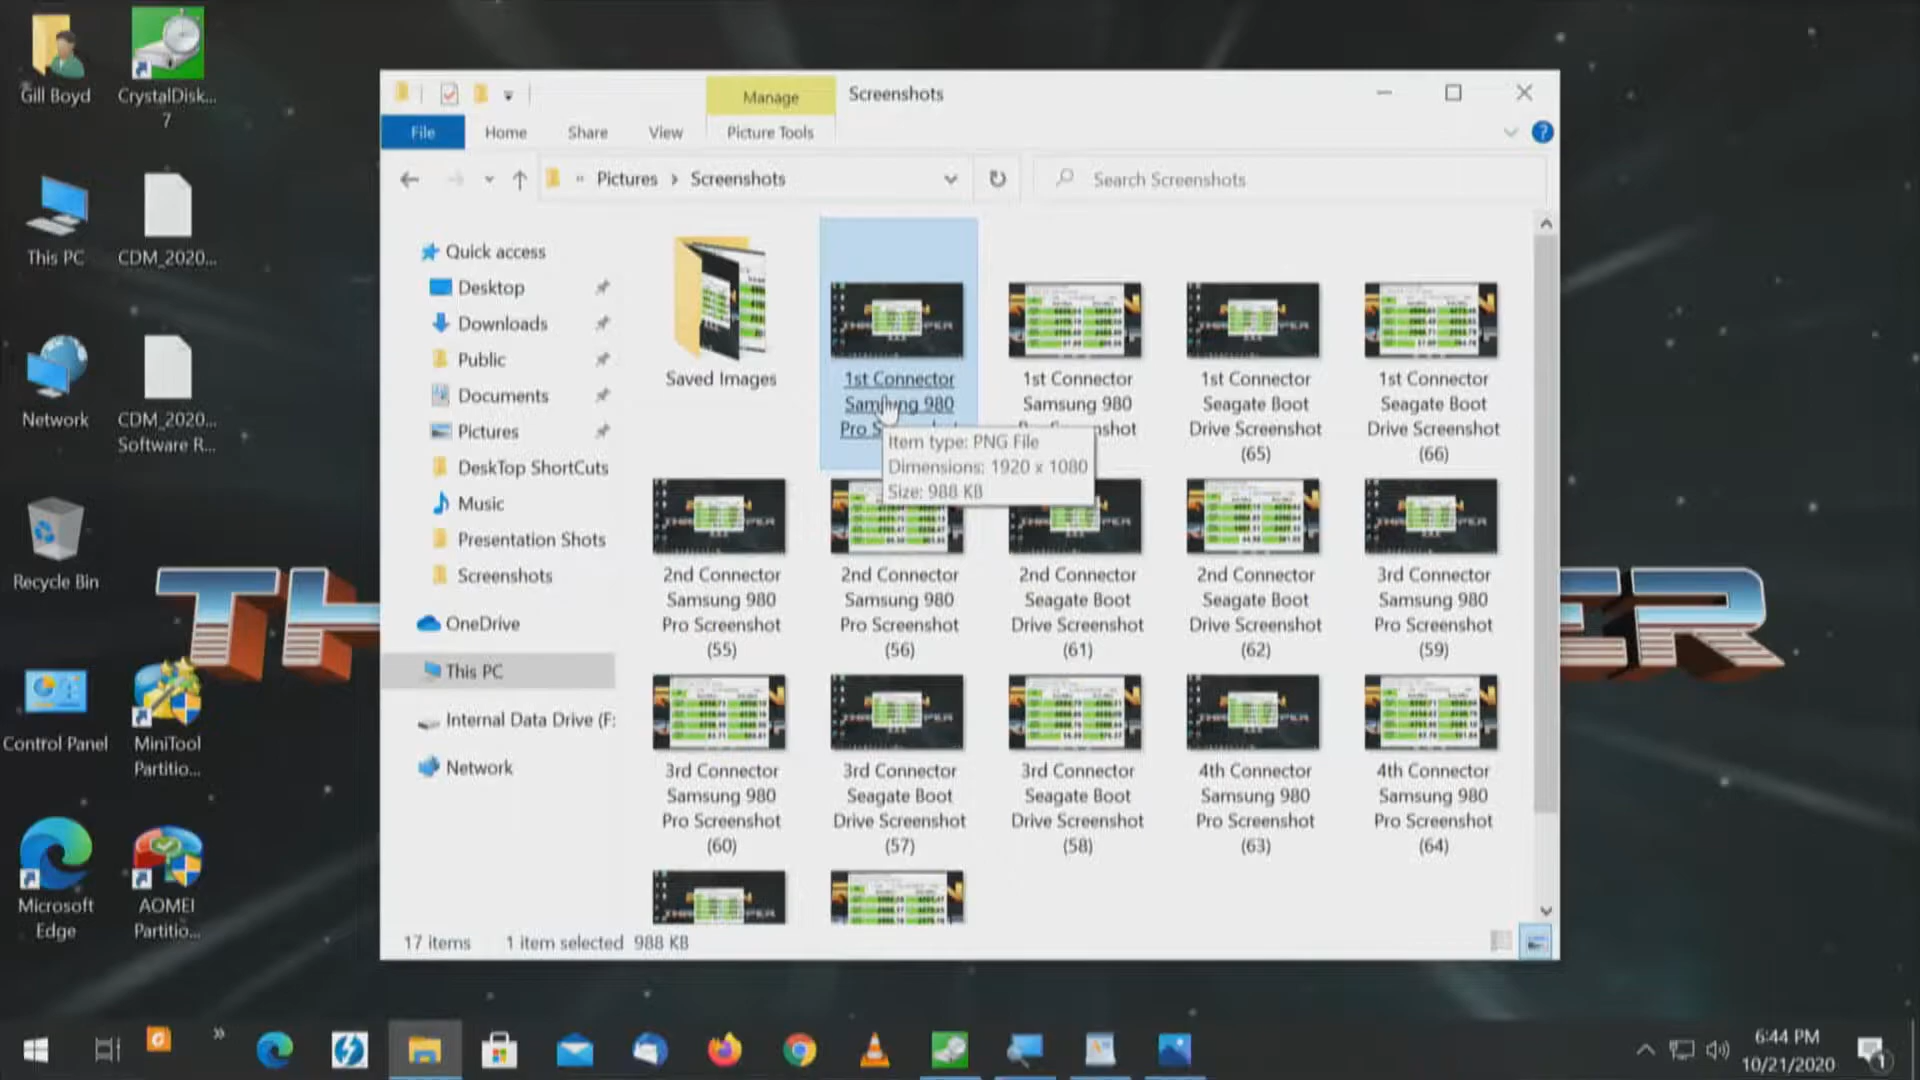 Gill Boyd
CrystalDisk...
7
This PC
CDM_2020...
Network
CDM_2020...
Software R...
Recycle Bin
Control Panel
MiniTool
Partitio...
Microsoft
Edge
AOMEI
Partitio...
Manage
Screenshots
File
Home
Share
View
Picture Tools
Pictures
Screenshots
Search Screenshots
Quick access
Desktop
Downloads
Public
Documents
Pictures
DeskTop ShortCuts
Music
Presentation Shots
Screenshots
OneDrive
This PC
Internal Data Drive (F:
Network
Saved Images
1st Connector
Samsung 980
Pro S
1st Connector
Samsung 980
1st Connector
Seagate Boot
Drive Screenshot
(65)
1st Connector
Seagate Boot
Drive Screenshot
(66)
Item type: PNG File
Dimensions: 1920 x 1080
Size: 988 KB
2nd Connector
Samsung 980
Pro Screenshot
(55)
2nd Connector
Samsung 980
Pro Screenshot
(56)
2nd Connector
Seagate Boot
Drive Screenshot
(61)
2nd Connector
Seagate Boot
Drive Screenshot
(62)
3rd Connector
Samsung 980
Pro Screenshot
(59)
3rd Connector
Samsung 980
Pro Screenshot
(60)
3rd Connector
Seagate Boot
Drive Screenshot
(57)
3rd Connector
Seagate Boot
Drive Screenshot
(58)
4th Connector
Samsung 980
Pro Screenshot
(63)
4th Connector
Samsung 980
Pro Screenshot
(64)
17 items
1 item selected 988 KB
TH
ER
6:44 PM
10/21/2020
1